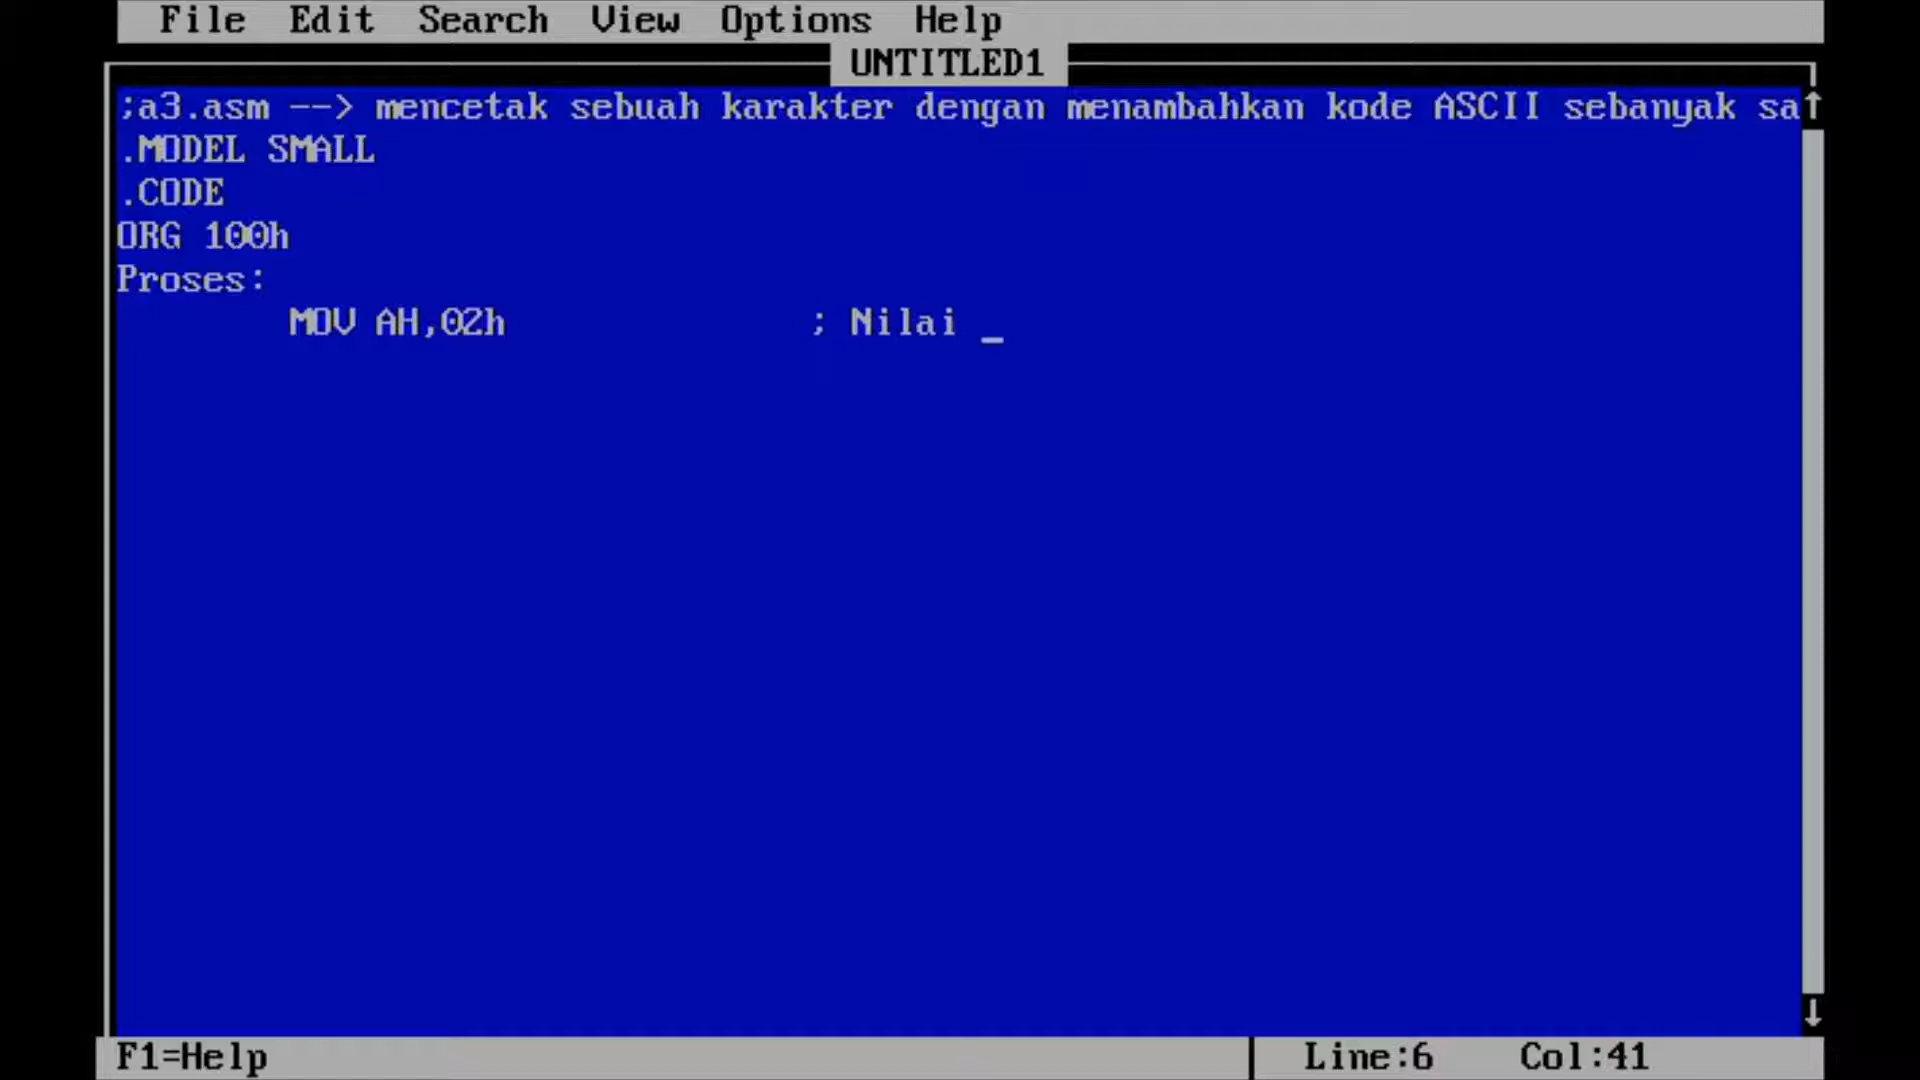 File Edit Search View Options Help
UNTITLED1
;a3.asm --> mencetak sebuah karakter dengan menambahkan kode ASCII sebanyak sa
.MODEL SMALL
.CODE
ORG 100h
Proses:
MOV AH,02h ; Nilai _
F1=Help Line:6 Col:41